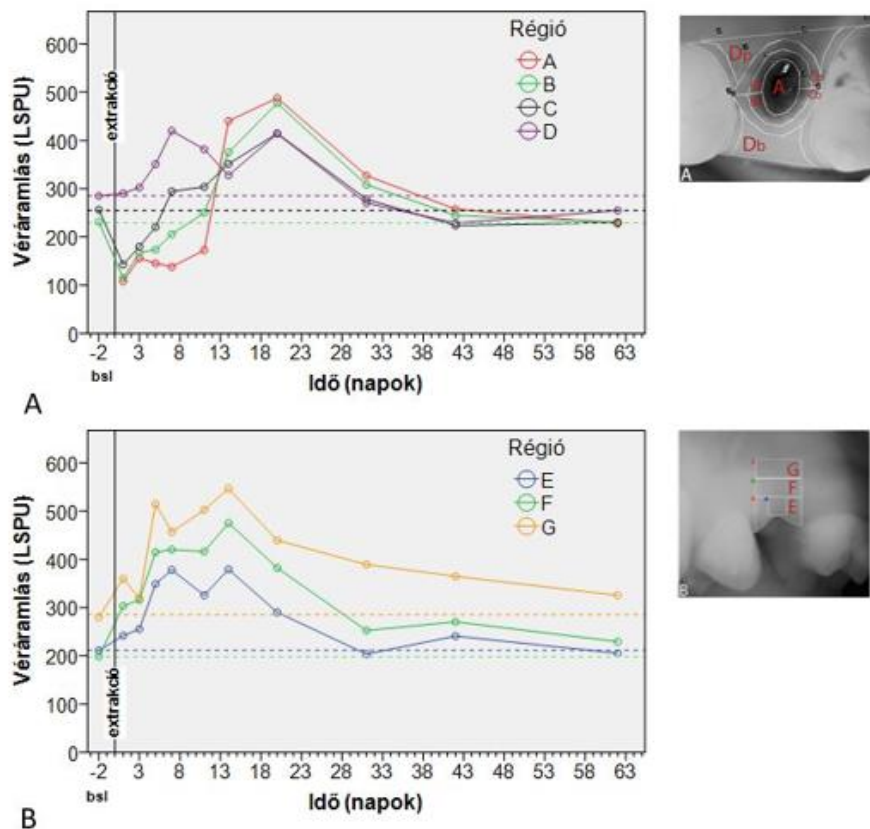 600
500
400
300
200
100
0
Véráramlás (LSPU)
extrakció
Régió
A
B
C
D
-2 3 8 13 18 23 28 33 38 43 48 53 58 63
bsl
Idő (napok)
A
Dp
A
Db
A
600
500
400
300
200
100
0
Véráramlás (LSPU)
extrakció
Régió
E
F
G
-2 3 8 13 18 23 28 33 38 43 48 53 58 63
bsl
Idő (napok)
B
G
F
E
B